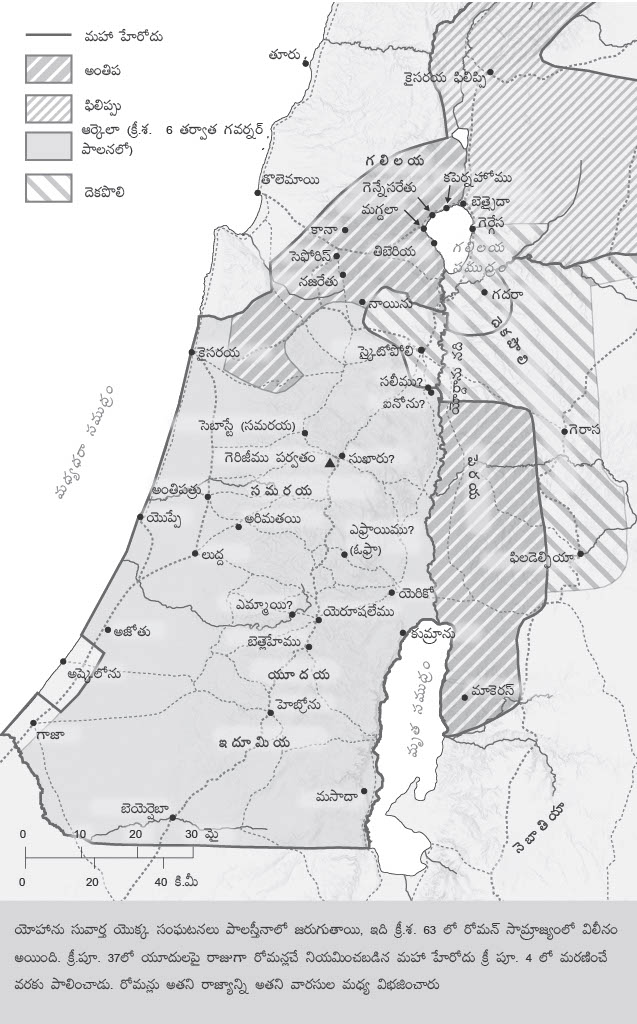 మహా హేరోదు
అంతిప
ఫిలిప్పు
ఆర్కెలా (క్రీ.శ. 6 తర్వాత గవర్నర్
పాలనలో)
దెకపొలి
తూరు
కైసరయ ఫిలిప్పి
గలిలయ
తొలెమాయి
కపెర్నహోము
గెన్నేసరేతు
బెత్సైదా
మగ్దలా
గెర్గేస
కానా
తిబెరియ
గలిలయ
సముద్రం
సెఫోరిస్
నజరేతు
గదరా
నాయిను
దెకపొలి
కైసరయ
స్కైటోపోలి
యోర్దాను నది
సలీము?
ఐనోను?
మధ్యధరా సముద్రం
సెబాస్టే (సమరయ)
గెరాస
గెరిజీము పర్వతం
సుఖారు?
అంతిపత్రు
సమరయ
యొప్పే
అరిమతయి
ఎఫ్రాయిము?
(ఓఫ్రా)
లుద్ద
ఫిలడెల్ఫియా
యెరికో
ఎమ్మాయి?
యెరూషలేము
అజోతు
బెత్లెహేము
కుమ్రాను
అష్కెలోను
యూదయ
మృత సముద్రం
మాకెరస్
హెబ్రోను
గాజా
ఇదూమియ
మసాదా
బెయెర్షెబా
నెబాతియా
0 10 20 30 మై
0 20 40 కి.మీ
యోహాను సువార్త యొక్క సంఘటనలు పాలస్తీనాలో జరుగుతాయి, ఇది క్రీ.శ. 63 లో రోమన్ సామ్రాజ్యంలో విలీనం
అయింది. క్రీ.పూ. 37లో యూదులపై రాజుగా రోమన్లచే నియమించబడిన మహా హేరోదు క్రీ పూ. 4 లో మరణించే
వరకు పాలించాడు. రోమన్లు అతని రాజ్యాన్ని అతని వారసుల మధ్య విభజించారు